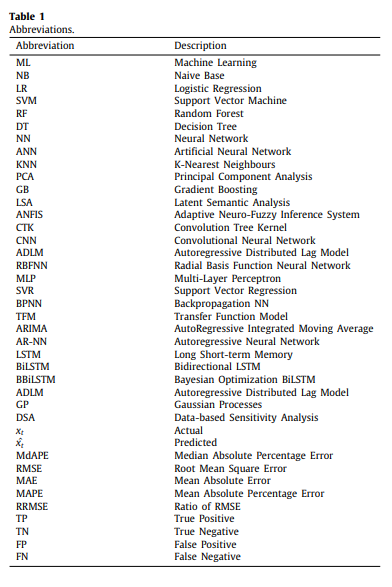 Table 1
Abbreviations.
Abbreviation Description
ML Machine Learning
NB Naive Base
LR Logistic Regression
SVM Support Vector Machine
RF Random Forest
DT Decision Tree
NN Neural Network
ANN Artificial Neural Network
KNN K-Nearest Neighbours
PCA Principal Component Analysis
GB Gradient Boosting
LSA Latent Semantic Analysis
ANFIS Adaptive Neuro-Fuzzy Inference System
CTK Convolution Tree Kernel
CNN Convolutional Neural Network
ADLM Autoregressive Distributed Lag Model
RBFNN Radial Basis Function Neural Network
MLP Multi-Layer Perceptron
SVR Support Vector Regression
BPNN Backpropagation NN
TFM Transfer Function Model
ARIMA AutoRegressive Integrated Moving Average
AR-NN Autoregressive Neural Network
LSTM Long Short-term Memory
BiLSTM Bidirectional LSTM
BBiLSTM Bayesian Optimization BiLSTM
ADLM Autoregressive Distributed Lag Model
GP Gaussian Processes
DSA Data-based Sensitivity Analysis
xₜ Actual
x̂ₜ Predicted
MdAPE Median Absolute Percentage Error
RMSE Root Mean Square Error
MAE Mean Absolute Error
MAPE Mean Absolute Percentage Error
RRMSE Ratio of RMSE
TP True Positive
TN True Negative
FP False Positive
FN False Negative